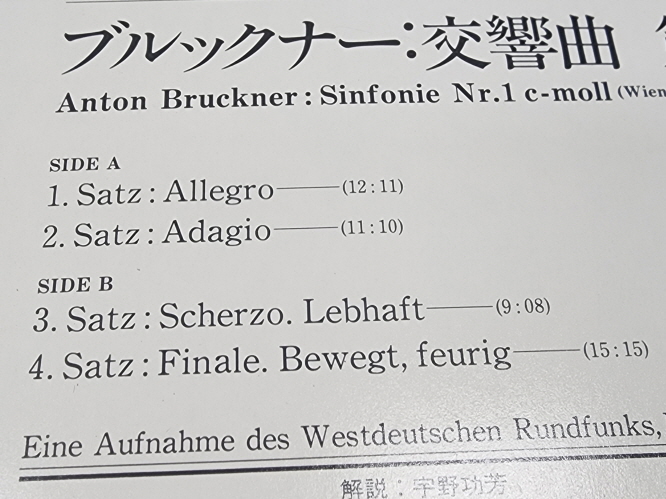 ブルックナー:交響曲
Anton Bruckner: Sinfonie Nr.1 c-moll (Wien
SIDE A
1. Satz: Allegro――(12:11)
2. Satz: Adagio――(11:10)
SIDE B
3. Satz: Scherzo. Lebhaft――(9:08)
4. Satz: Finale. Bewegt, feurig――(15:15)
Eine Aufnahme des Westdeutschen Rundfunks,
解説:宇野功芳